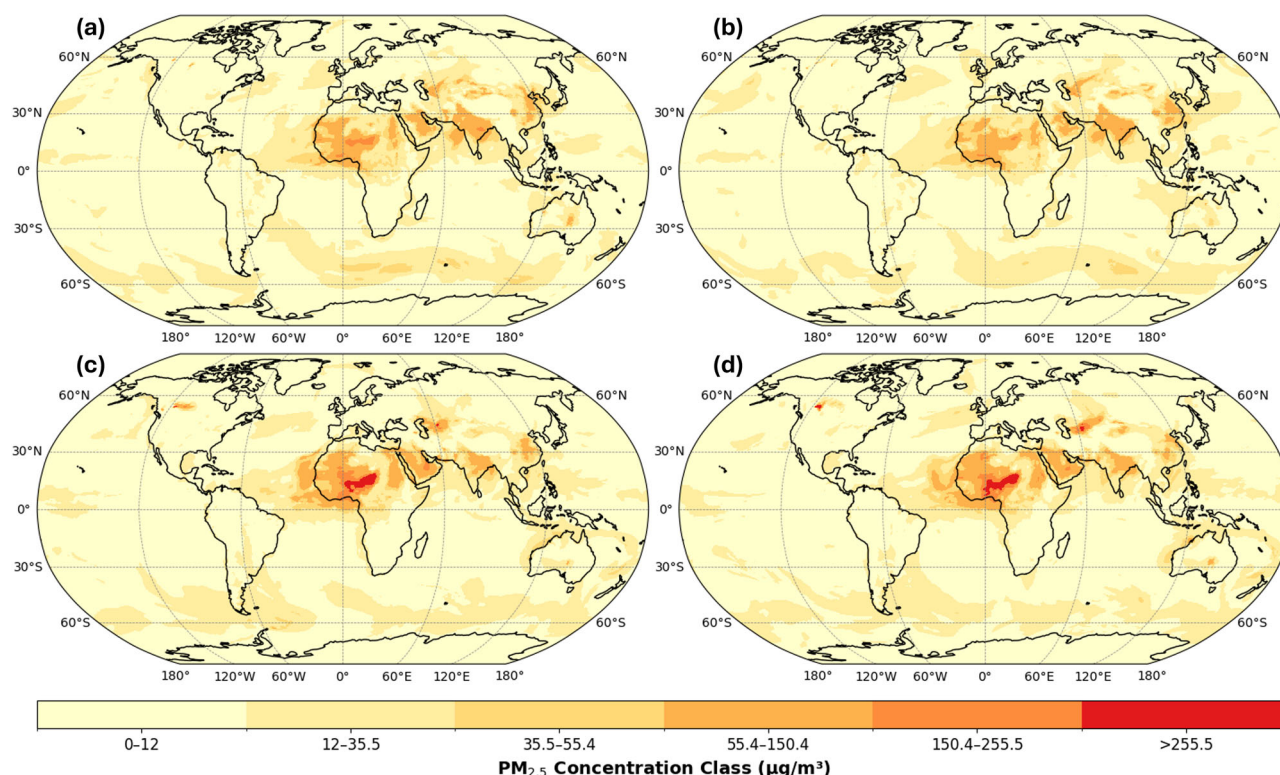 (a) (b)
60°N 60°N
30°N 30°N
0° 0°
30°S 30°S
60°S 60°S 60°S 60°S
180° 120°W 60°W 0° 60°E 120°E 180° 180° 120°W 60°W 0° 60°E 120°E 180°
(c) (d)
60°N 60°N
30°N 30°N
0° 0°
30°S 30°S
60°S 60°S 60°S 60°S
180° 120°W 60°W 0° 60°E 120°E 180° 180° 120°W 60°W 0° 60°E 120°E 180°
0–12 12–35.5 35.5–55.4 55.4–150.4 150.4–255.5 >255.5
PM₂.₅ Concentration Class (μg/m³)